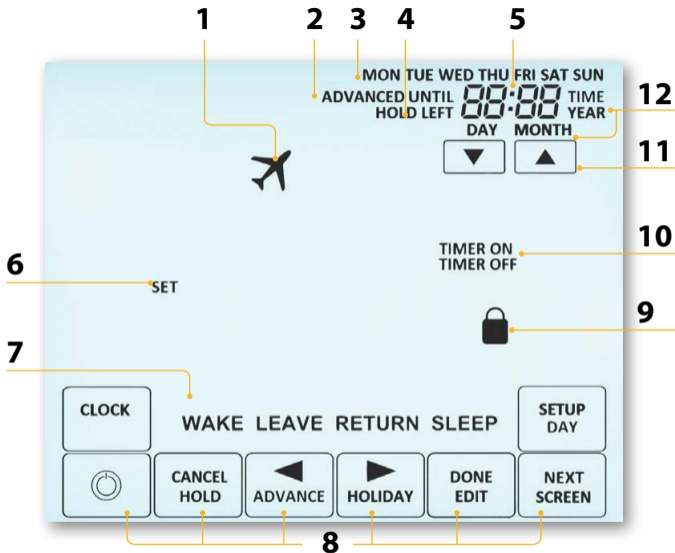 1
2
3
4
5
MON TUE WED THU FRI SAT SUN
ADVANCED UNTIL 88:88 TIME
HOLD LEFT YEAR
12
DAY MONTH
11
TIMER ON
10
TIMER OFF
6
SET
9
7
CLOCK
WAKE LEAVE RETURN SLEEP
SETUP
DAY
CANCEL
HOLD
ADVANCE
HOLIDAY
DONE
EDIT
NEXT
SCREEN
8